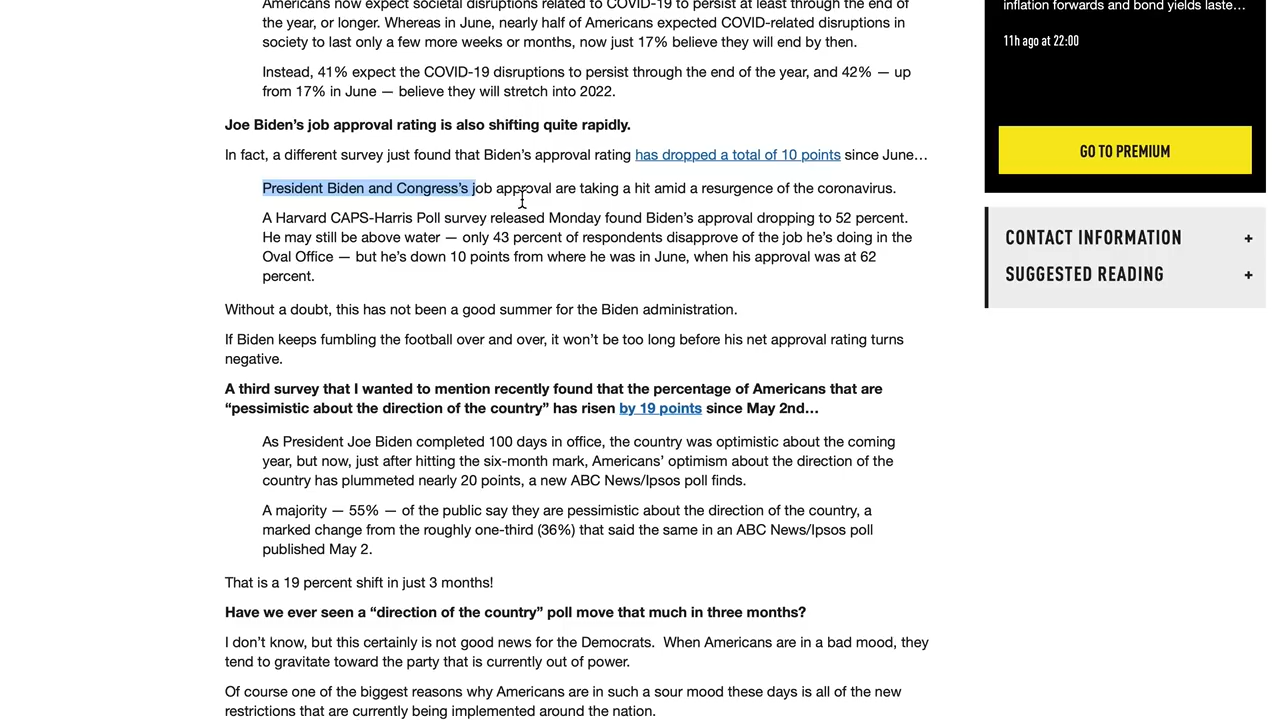 Americans now expect societal disruptions related to COVID-19 to persist at least through the end of
the year, or longer. Whereas in June, nearly half of Americans expected COVID-related disruptions in
society to last only a few more weeks or months, now just 17% believe they will end by then.
Instead, 41% expect the COVID-19 disruptions to persist through the end of the year, and 42% — up
from 17% in June — believe they will stretch into 2022.
Joe Biden’s job approval rating is also shifting quite rapidly.
In fact, a different survey just found that Biden’s approval rating has dropped a total of 10 points since June…
President Biden and Congress’s job approval are taking a hit amid a resurgence of the coronavirus.
A Harvard CAPS-Harris Poll survey released Monday found Biden’s approval dropping to 52 percent.
He may still be above water — only 43 percent of respondents disapprove of the job he’s doing in the
Oval Office — but he’s down 10 points from where he was in June, when his approval was at 62
percent.
Without a doubt, this has not been a good summer for the Biden administration.
If Biden keeps fumbling the football over and over, it won’t be too long before his net approval rating turns
negative.
A third survey that I wanted to mention recently found that the percentage of Americans that are
“pessimistic about the direction of the country” has risen by 19 points since May 2nd…
As President Joe Biden completed 100 days in office, the country was optimistic about the coming
year, but now, just after hitting the six-month mark, Americans’ optimism about the direction of the
country has plummeted nearly 20 points, a new ABC News/Ipsos poll finds.
A majority — 55% — of the public say they are pessimistic about the direction of the country, a
marked change from the roughly one-third (36%) that said the same in an ABC News/Ipsos poll
published May 2.
That is a 19 percent shift in just 3 months!
Have we ever seen a “direction of the country” poll move that much in three months?
I don’t know, but this certainly is not good news for the Democrats.  When Americans are in a bad mood, they
tend to gravitate toward the party that is currently out of power.
Of course one of the biggest reasons why Americans are in such a sour mood these days is all of the new
restrictions that are currently being implemented around the nation.
inflation forwards and bond yields laste…
11h ago at 22:00
GO TO PREMIUM
CONTACT INFORMATION +
SUGGESTED READING +